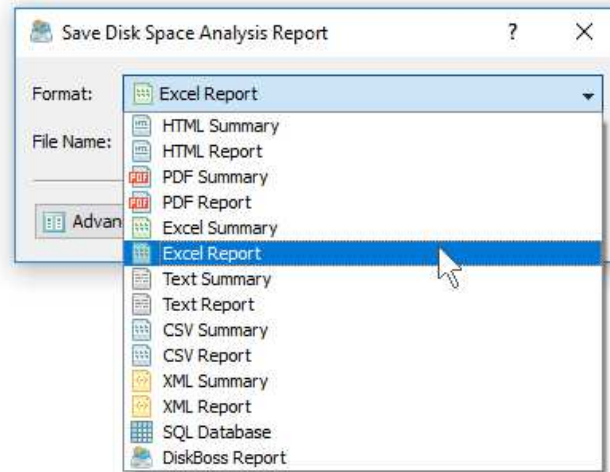 Save Disk Space Analysis Report
Format: Excel Report
HTML Summary
File Name: HTML Report
PDF Summary
PDF Report
Advan Excel Summary
Excel Report
Text Summary
Text Report
CSV Summary
CSV Report
XML Summary
XML Report
SQL Database
DiskBoss Report